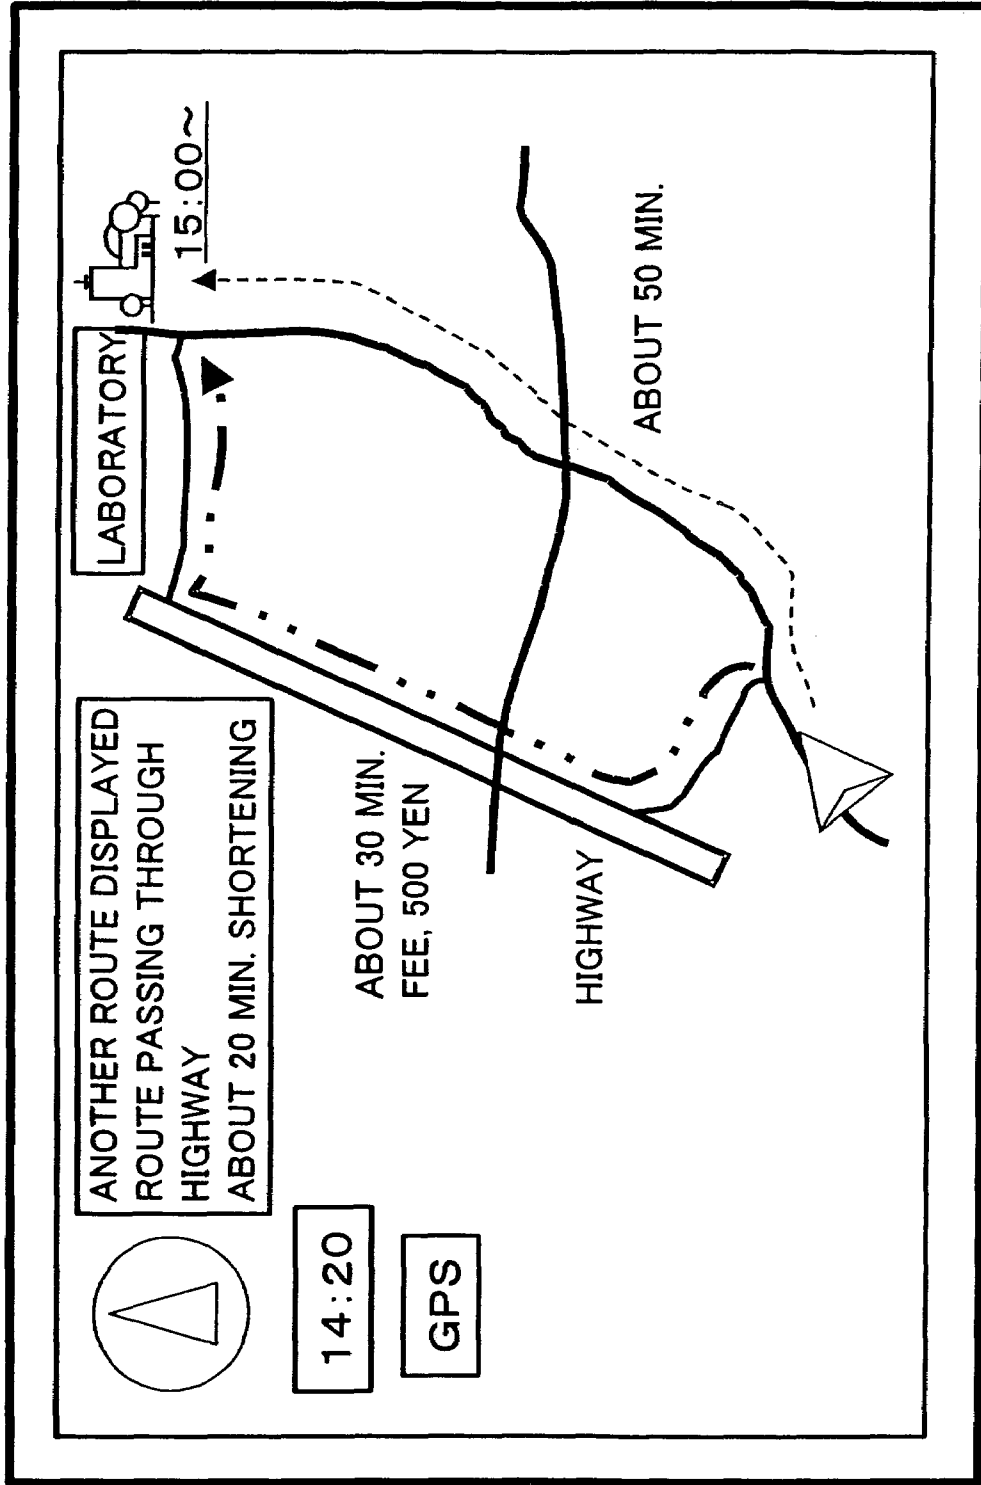 ANOTHER ROUTE DISPLAYED
ROUTE PASSING THROUGH
HIGHWAY
ABOUT 20 MIN. SHORTENING
14:20
GPS
LABORATORY
15:00~
ABOUT 30 MIN.
FEE, 500 YEN
HIGHWAY
ABOUT 50 MIN.